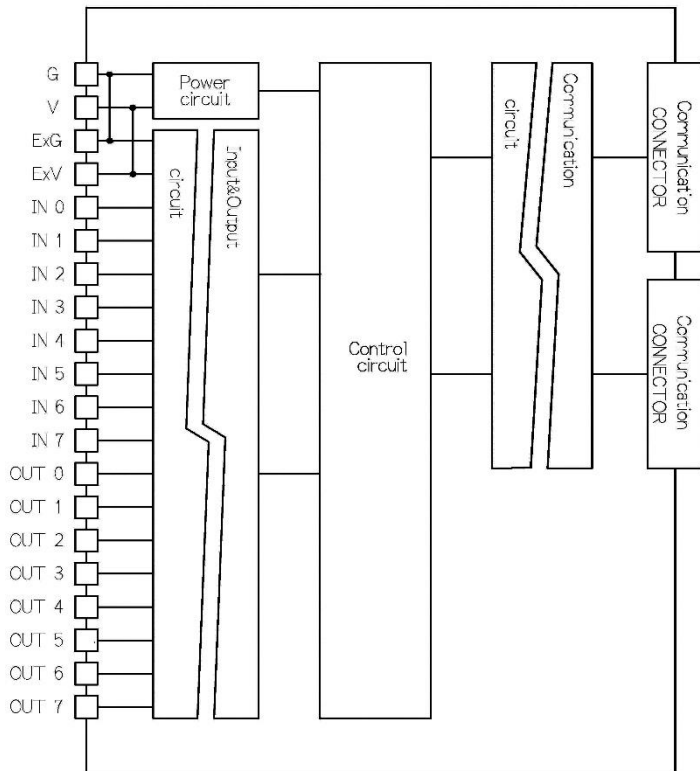 G
V
ExG
ExV
IN 0
IN 1
IN 2
IN 3
IN 4
IN 5
IN 6
IN 7
OUT 0
OUT 1
OUT 2
OUT 3
OUT 4
OUT 5
OUT 6
OUT 7
Power
circuit
Input&Output
circuit
Control
circuit
Communication
circuit
Communication
CONNECTOR
Communication
CONNECTOR